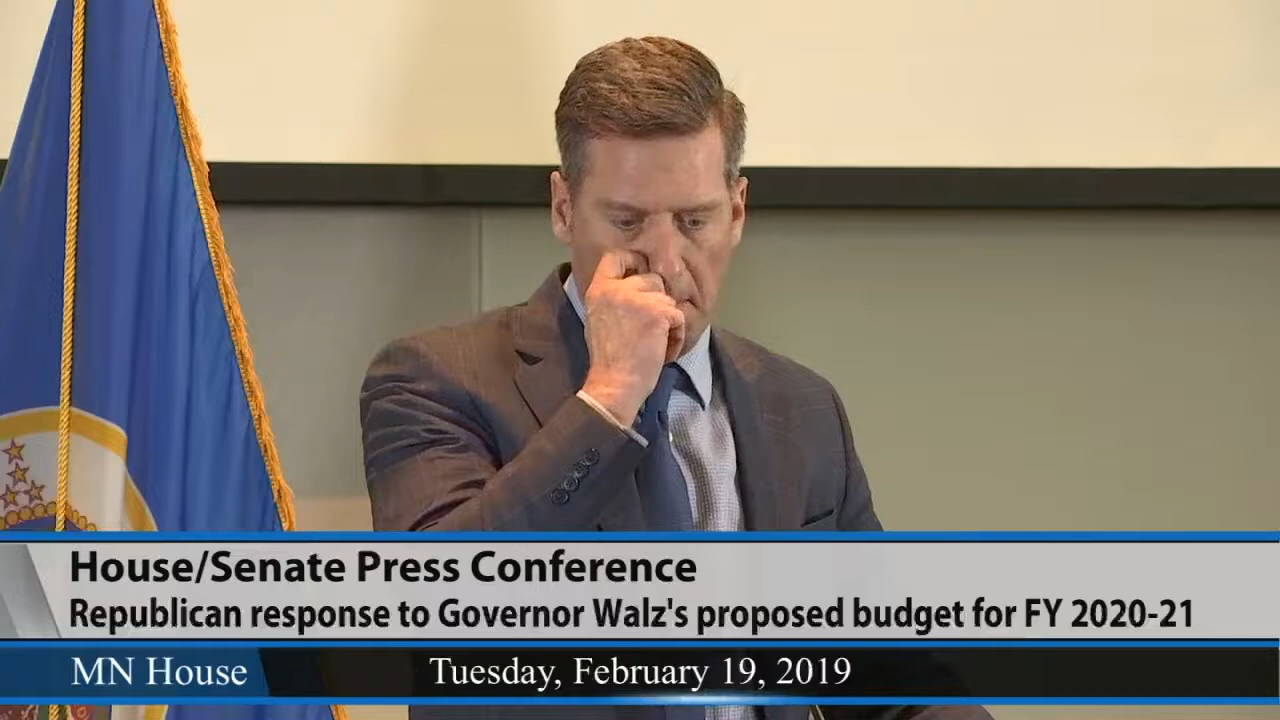 House/Senate Press Conference
Republican response to Governor Walz's proposed budget for FY 2020-21
MN House Tuesday, February 19, 2019